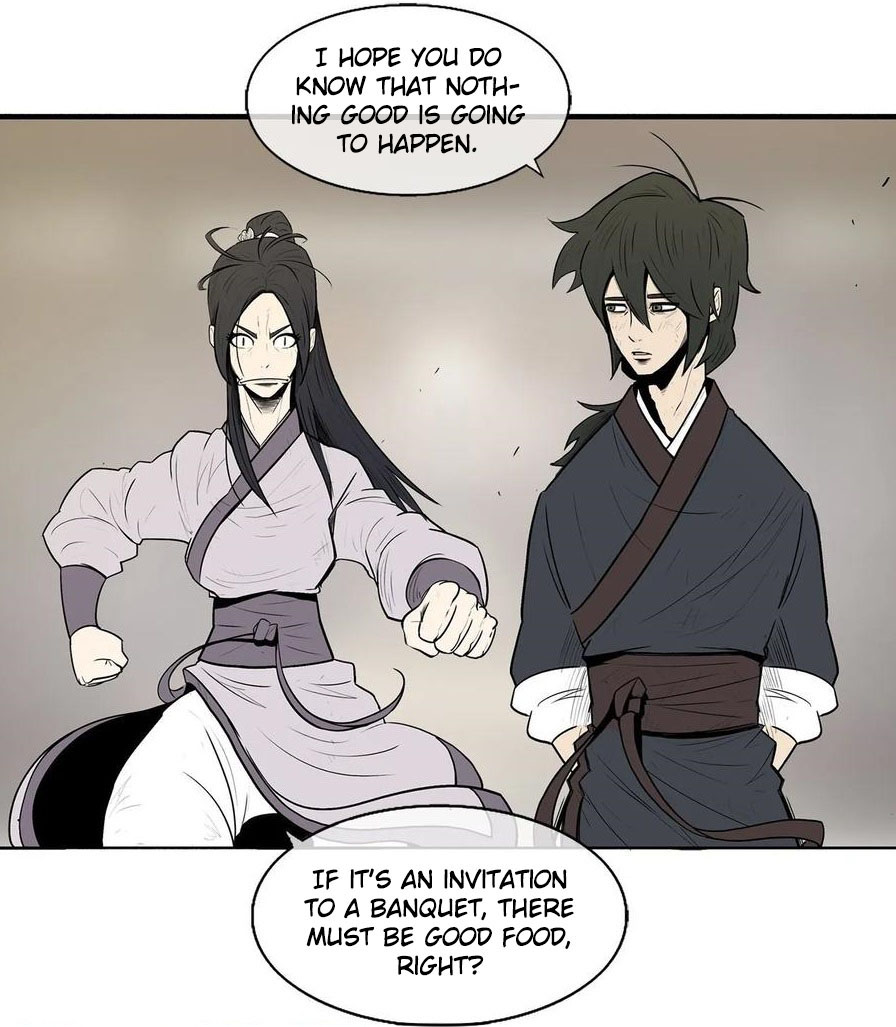 I HOPE YOU DO
KNOW THAT NOTH-
ING GOOD IS GOING
TO HAPPEN.
IF IT'S AN INVITATION
TO A BANQUET, THERE
MUST BE GOOD FOOD,
RIGHT?